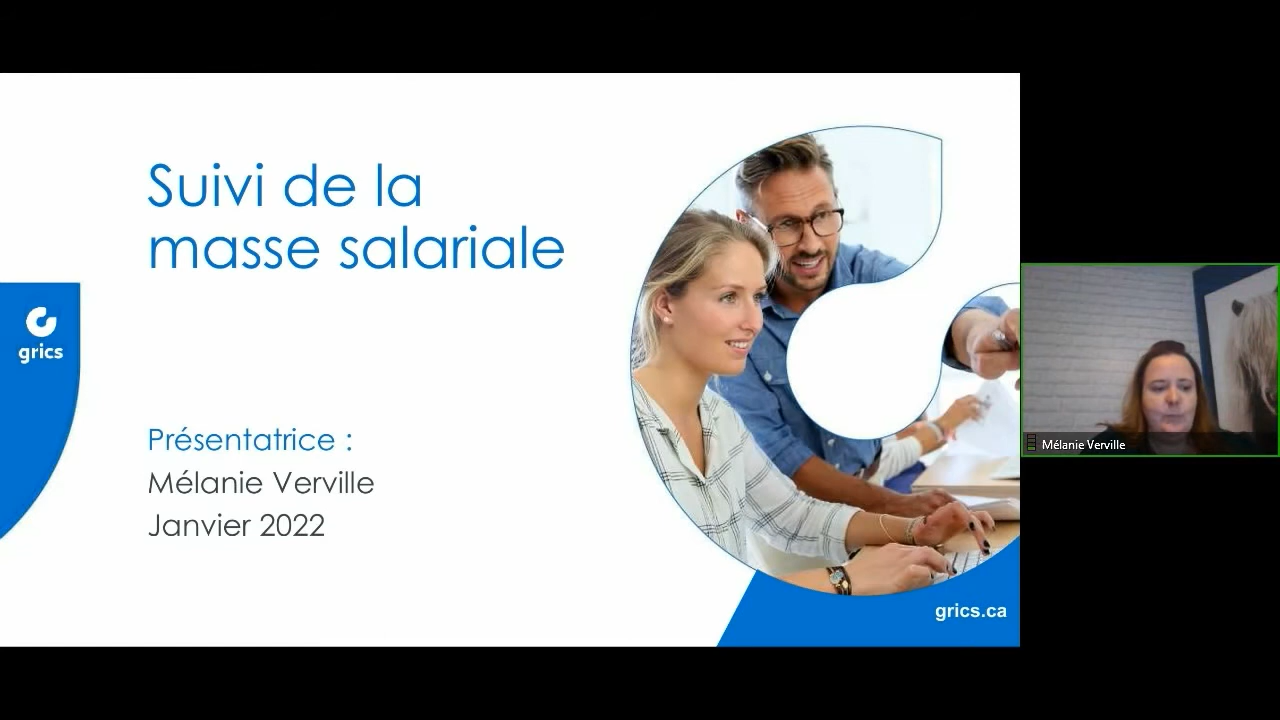 Suivi de la
masse salariale
grics
Présentatrice :
Mélanie Verville
Janvier 2022
grics.ca
Mélanie Verville